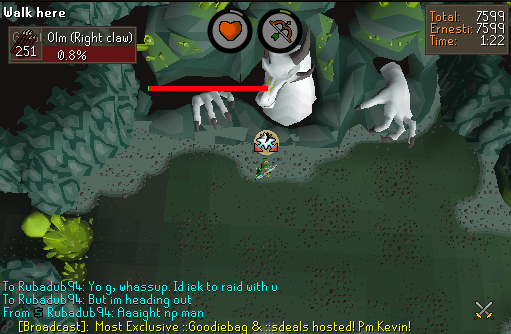 Walk here
Olm (Right claw)
251
0.8%
Total: 7599
Ernesti: 7599
Time: 1:22
To Rubadub94: Yo g, whassup. Id iek to raid with u
To Rubadub94: But im heading out
From S Rubadub94: Aaaight np man
[Broadcast]: Most Exclusive ::Goodiebag & ::sdeals hosted! Pm Kevin!